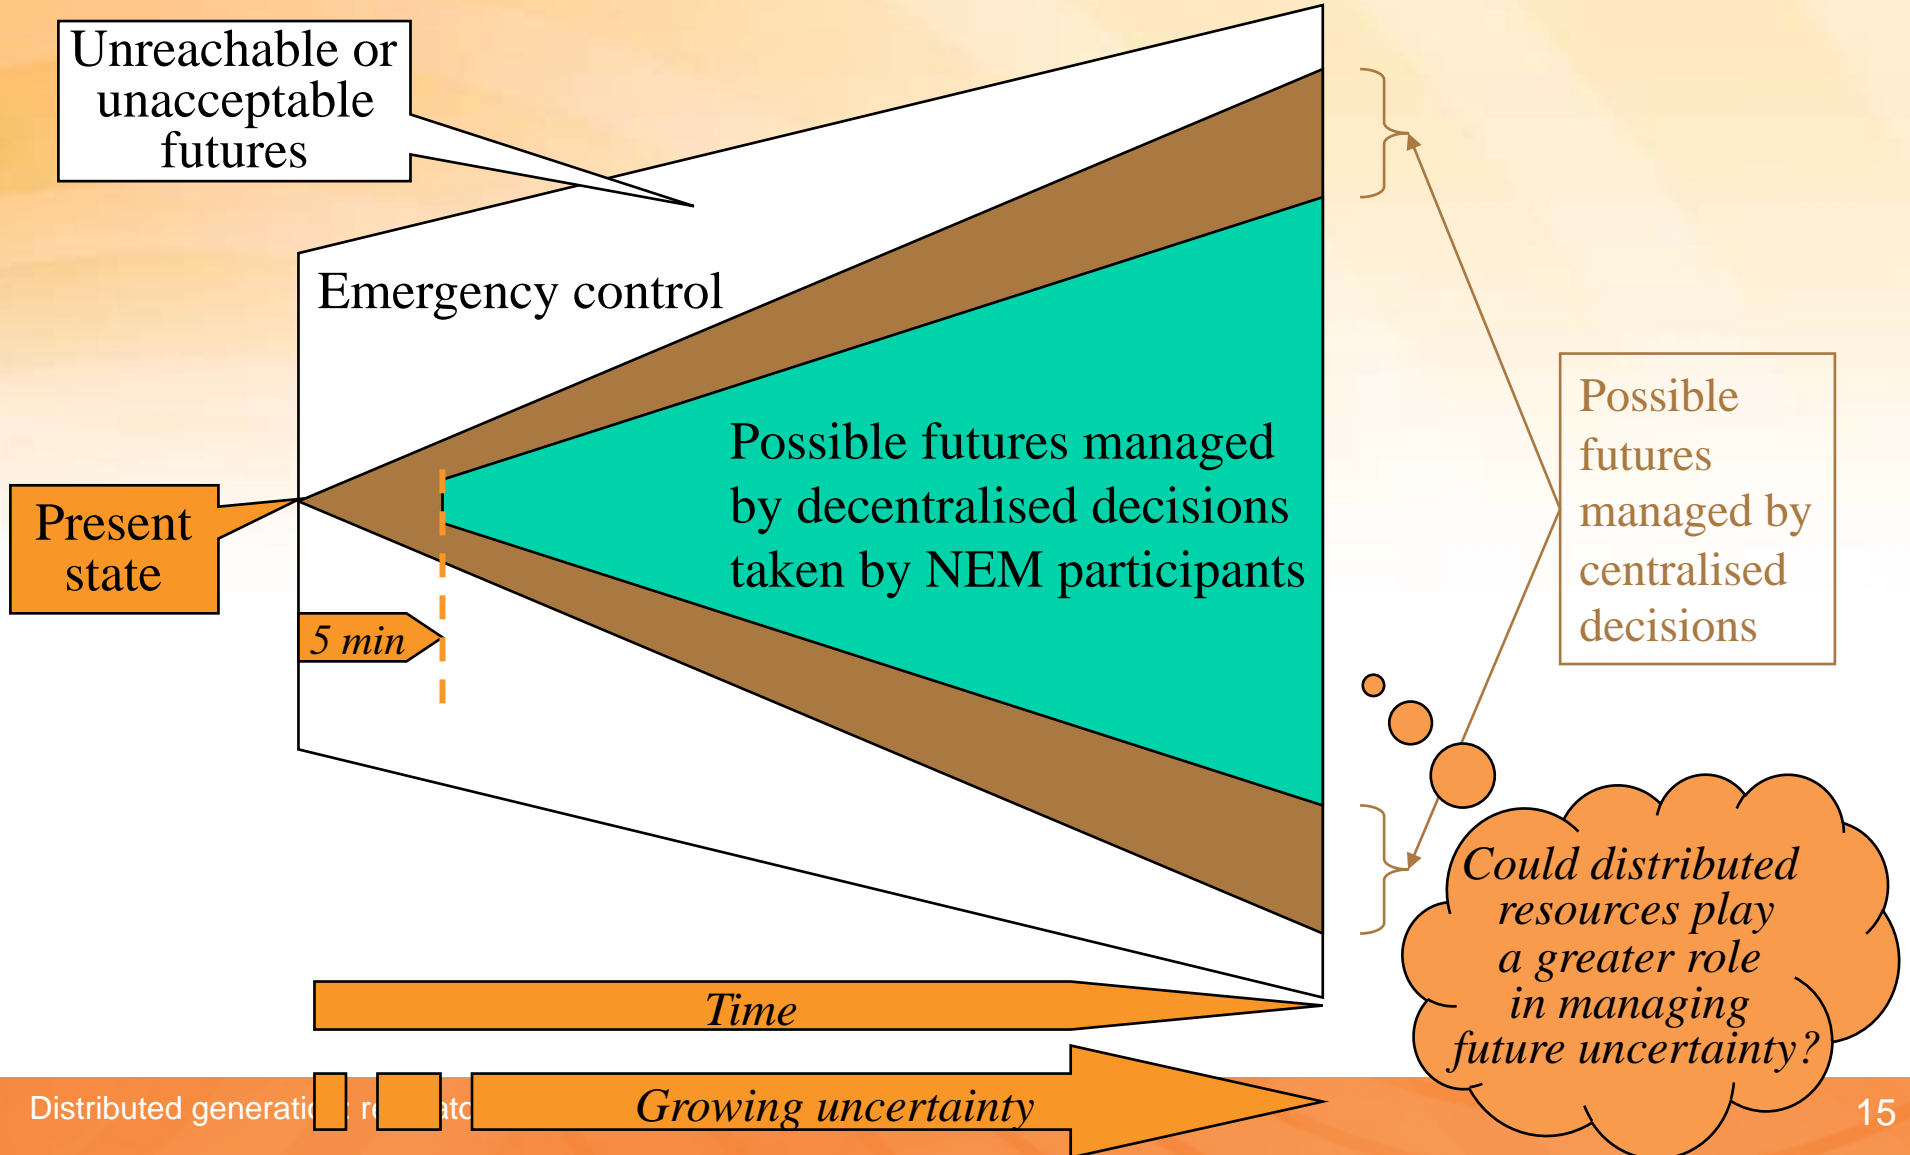 Unreachable or
unacceptable
futures
Emergency control
Present
state
5 min
Possible futures managed
by decentralised decisions
taken by NEM participants
Possible
futures
managed by
centralised
decisions
Could distributed
resources play
a greater role
in managing
future uncertainty?
Time
Growing uncertainty
Distributed
15